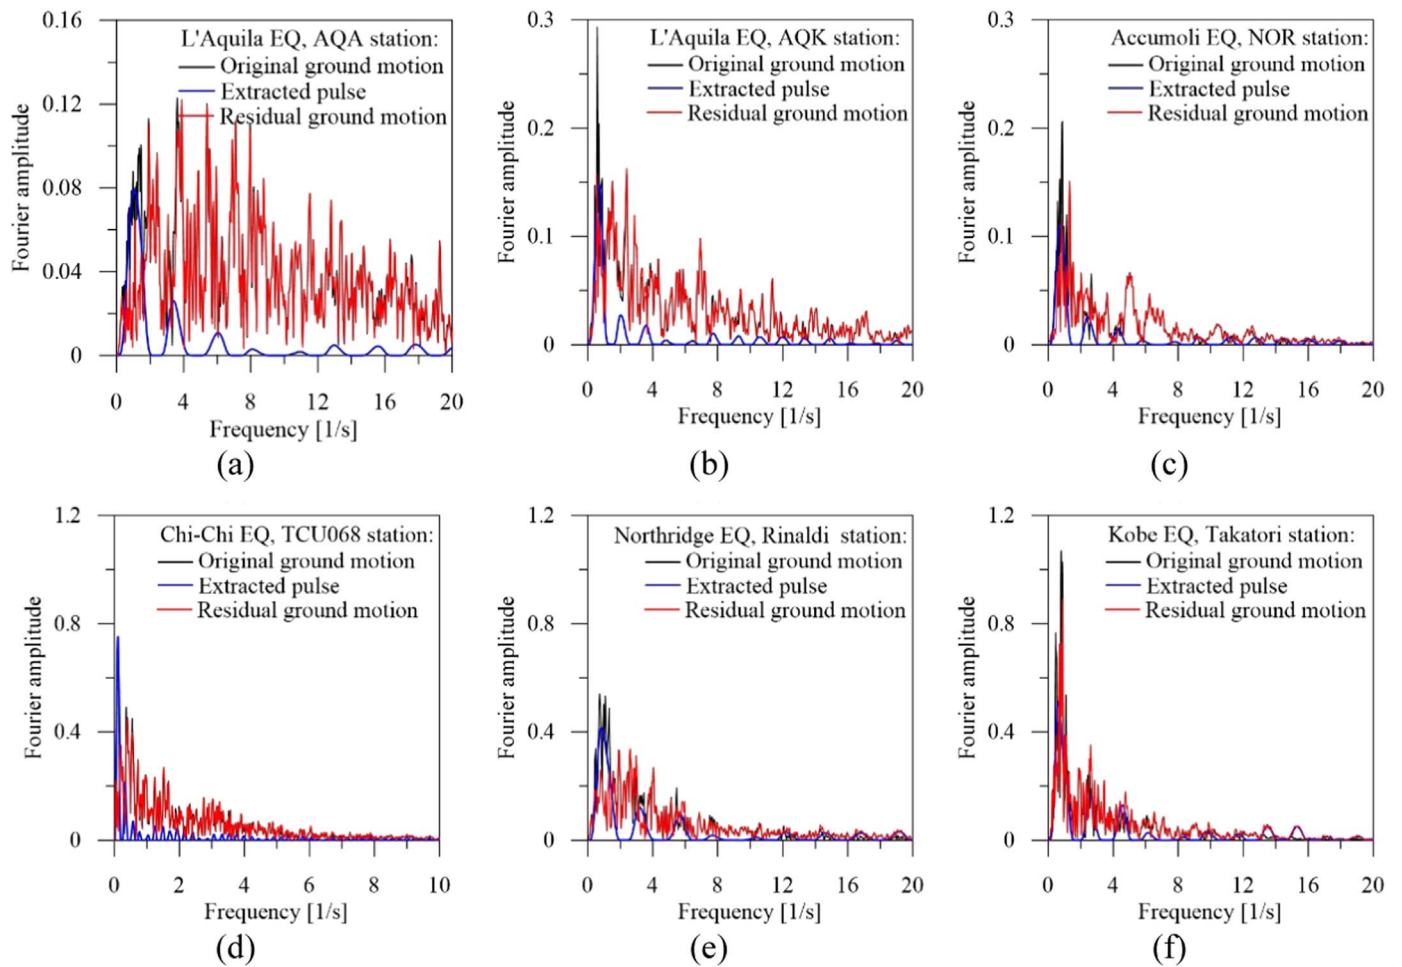 0.16
0.12
0.08
0.04
0
Fourier amplitude
L'Aquila EQ, AQA station:
Original ground motion
Extracted pulse
Residual ground motion
0 4 8 12 16 20
Frequency [1/s]
(a)
0.3
0.2
0.1
0
Fourier amplitude
L'Aquila EQ, AQK station:
Original ground motion
Extracted pulse
Residual ground motion
0 4 8 12 16 20
Frequency [1/s]
(b)
0.3
0.2
0.1
0
Fourier amplitude
Accumoli EQ, NOR station:
Original ground motion
Extracted pulse
Residual ground motion
0 4 8 12 16 20
Frequency [1/s]
(c)
1.2
0.8
0.4
0
Fourier amplitude
Chi-Chi EQ, TCU068 station:
Original ground motion
Extracted pulse
Residual ground motion
0 2 4 6 8 10
Frequency [1/s]
(d)
1.2
0.8
0.4
0
Fourier amplitude
Northridge EQ, Rinaldi station:
Original ground motion
Extracted pulse
Residual ground motion
0 4 8 12 16 20
Frequency [1/s]
(e)
1.2
0.8
0.4
0
Fourier amplitude
Kobe EQ, Takatori station:
Original ground motion
Extracted pulse
Residual ground motion
0 4 8 12 16 20
Frequency [1/s]
(f)